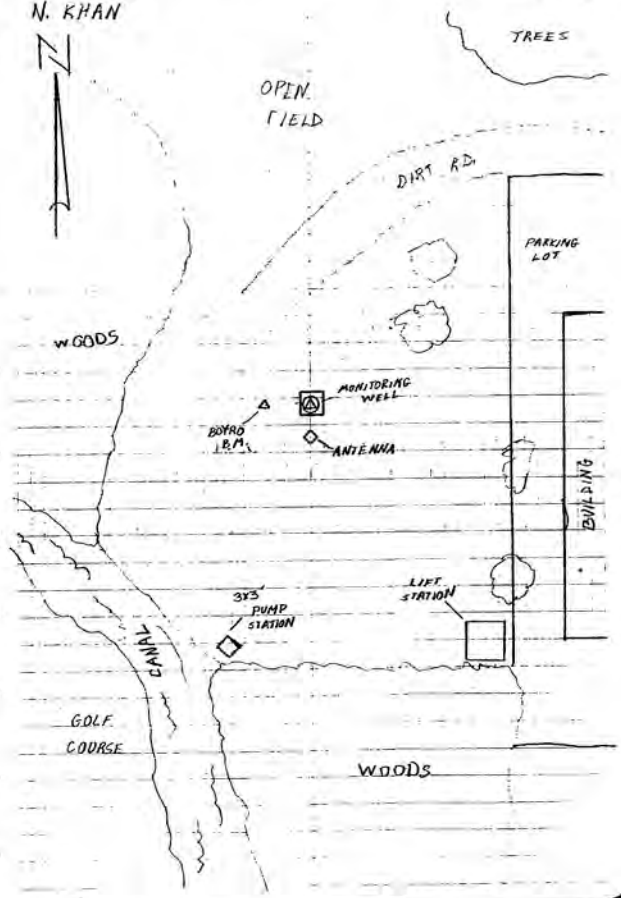 N. KHAN
N
TREES
OPEN
FIELD
DIRT RD.
PARKING
LOT
WOODS
MONITORING
WELL
B.M.
ANTENNA
BUILDING
3x3
PUMP
STATION
LIFT
STATION
CANAL
GOLF
COURSE
WOODS